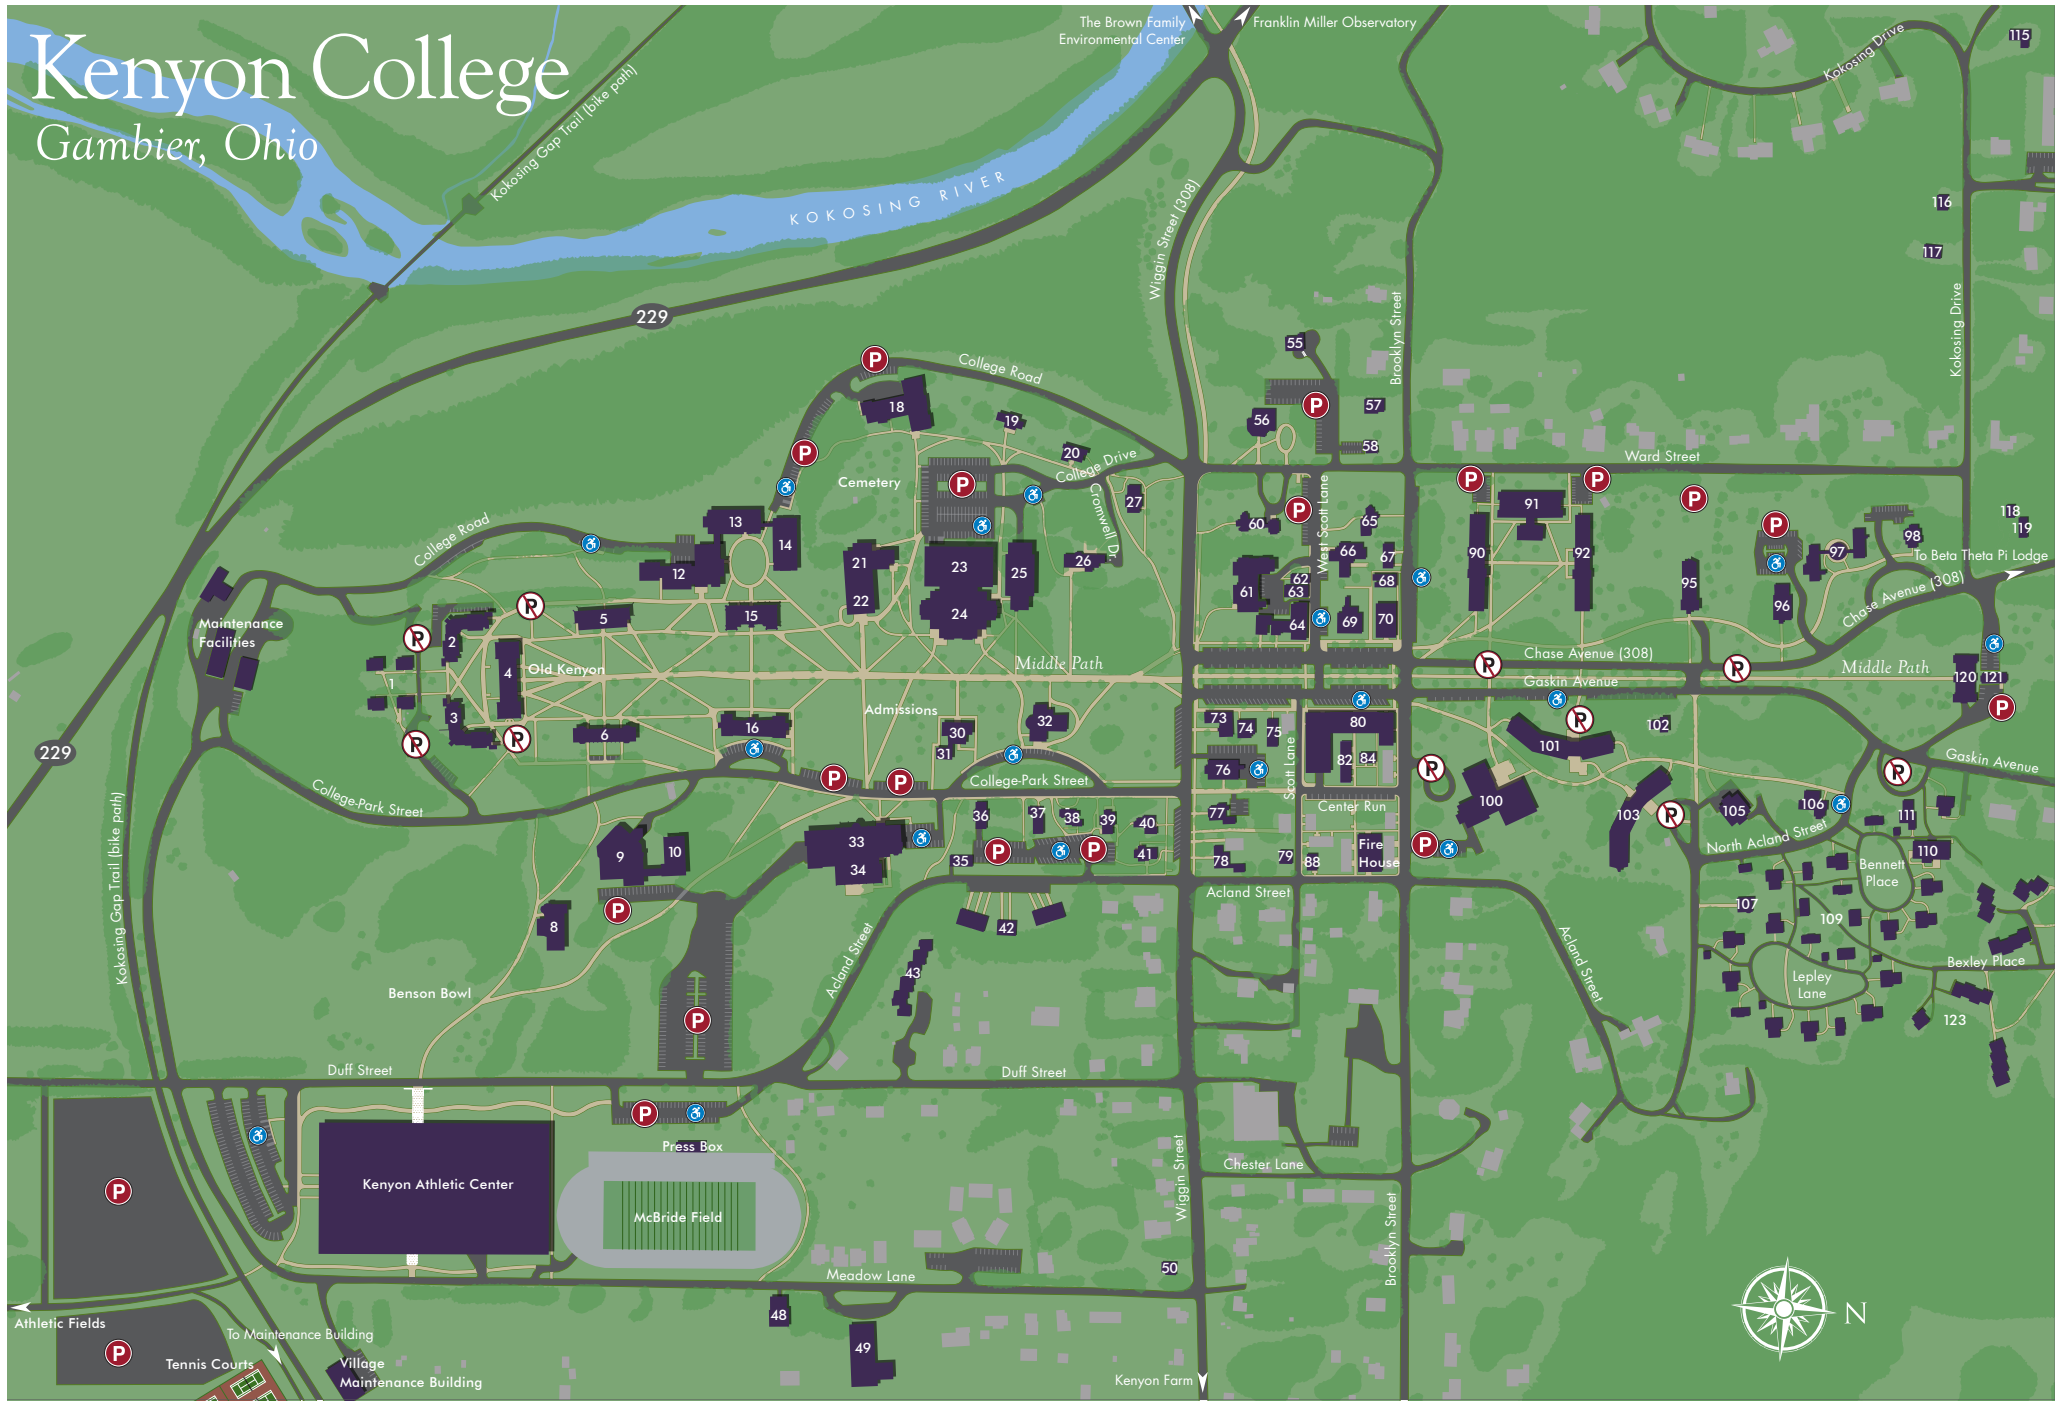 Kenyon College
Gambier, Ohio
The Brown Family
Environmental Center
Franklin Miller Observatory
Kokosing Drive
115
Kokosing Gap Trail (bike path)
KOKOSING RIVER
Wiggin Street (308)
116
117
229
Brooklyn Street
Kokosing Drive
55
College Road
P
18
19
56
P
57
58
20
P
College Drive
Ward Street
Cemetery
P
Cromwell Dr.
27
P
West Scott Lane
P
P
91
P
College Road
13
14
60
65
P
118
119
98
97
To Beta Theta Pi Lodge
12
21
22
23
24
25
26
66
67
62
63
68
61
64
69
70
90
92
95
96
Chase Avenue (308)
Maintenance
Facilities
P
P
2
5
15
Middle Path
Chase Avenue (308)
P
P
Middle Path
1
4
Old Kenyon
Gaskin Avenue
120
121
P
3
6
16
Admissions
30
31
32
73
74
75
80
82
84
P
101
102
P
P
229
76
Scott Lane
P
Gaskin Avenue
P
College-Park Street
P
P
College-Park Street
Center Run
100
103
P
105
106
111
Kokosing Gap Trail (bike path)
36
37
38
39
40
41
77
78
79
88
Fire
House
P
North Acland Street
110
9
10
33
34
35
P
P
Bennett
Place
8
P
Acland Street
107
109
42
43
Acland Street
Acland Street
Bexley Place
Benson Bowl
Lepley
Lane
123
P
Duff Street
Duff Street
P
Press Box
Chester Lane
Wiggin Street
P
Kenyon Athletic Center
McBride Field
Brooklyn Street
50
Meadow Lane
48
49
N
Athletic Fields
P
To Maintenance Building
Tennis Courts
Village
Maintenance Building
Kenyon Farm